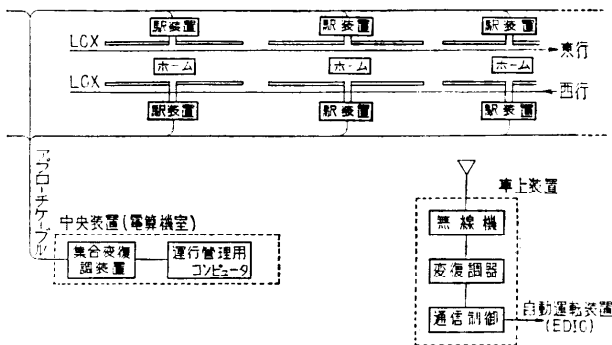 駅装置 駅装置 駅装置
LCX
東行
ホーム ホーム ホーム
LCX
西行
駅装置 駅装置 駅装置
アプローチケーブル
中央装置(電算機室)
集合変復
調装置
運行管理用
コンピュータ
車上装置
無線機
変復調器
通信制御
自動運転装置
(EDIC)